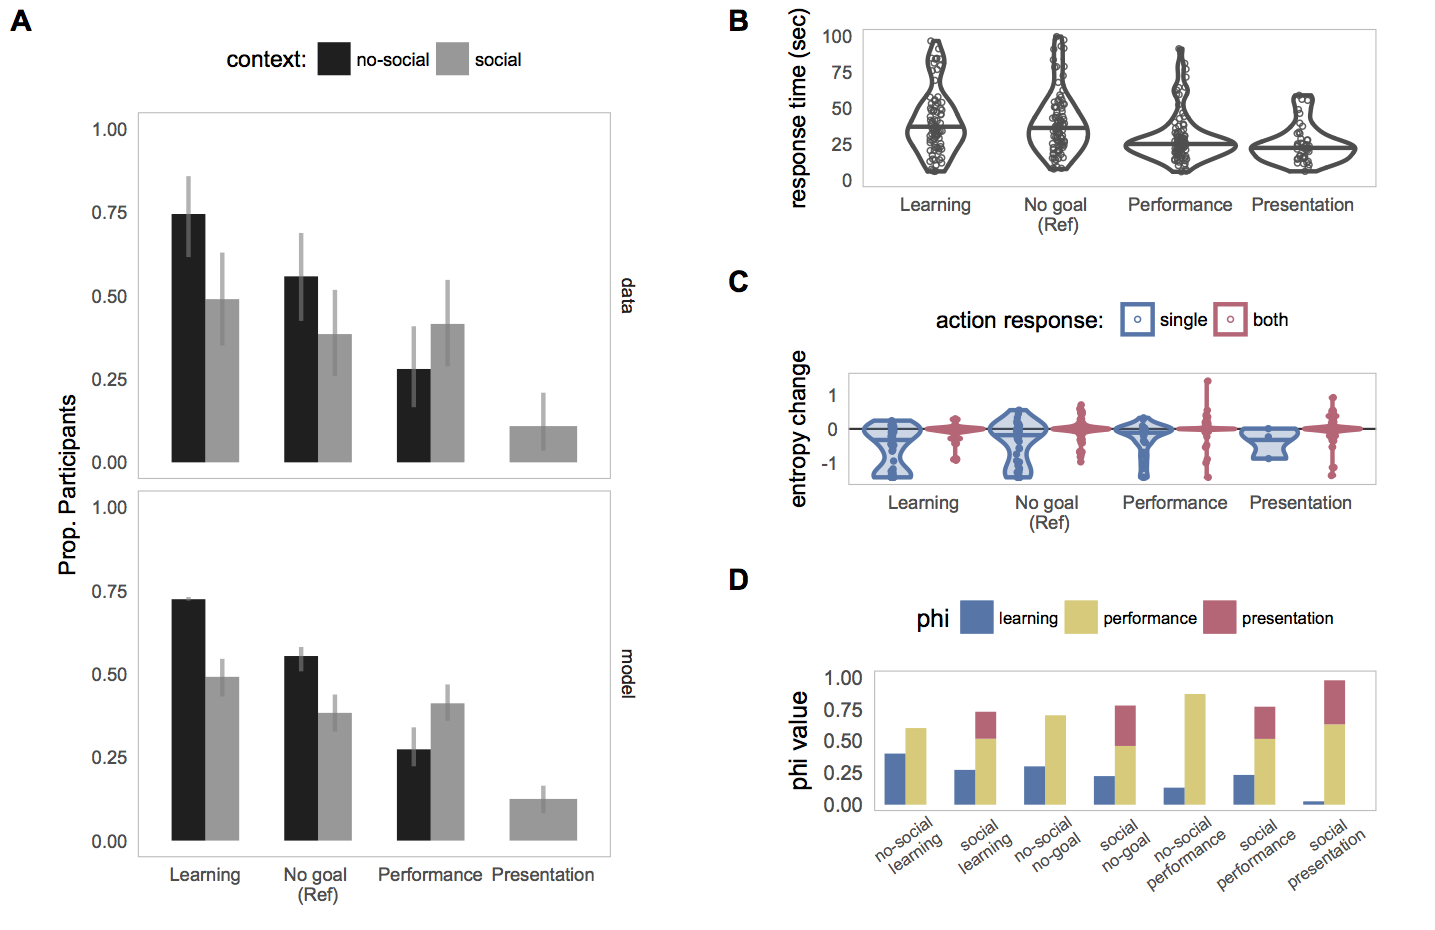 A
context: no-social social
Prop. Participants
1.00
0.75
0.50
0.25
0.00
data
1.00
0.75
0.50
0.25
0.00
model
Learning No goal Performance Presentation
(Ref)
B
response time (sec)
100
75
50
25
0
Learning No goal Performance Presentation
(Ref)
C
action response: single both
entropy change
1
0
-1
Learning No goal Performance Presentation
(Ref)
D
phi learning performance presentation
phi value
1.00
0.75
0.50
0.25
0.00
no-social
learning
social
learning
no-social
no-goal
social
no-goal
no-social
performance
social
performance
social
presentation